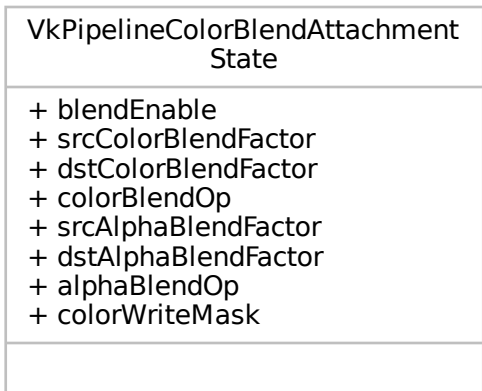 VkPipelineColorBlendAttachment
State
+ blendEnable
+ srcColorBlendFactor
+ dstColorBlendFactor
+ colorBlendOp
+ srcAlphaBlendFactor
+ dstAlphaBlendFactor
+ alphaBlendOp
+ colorWriteMask